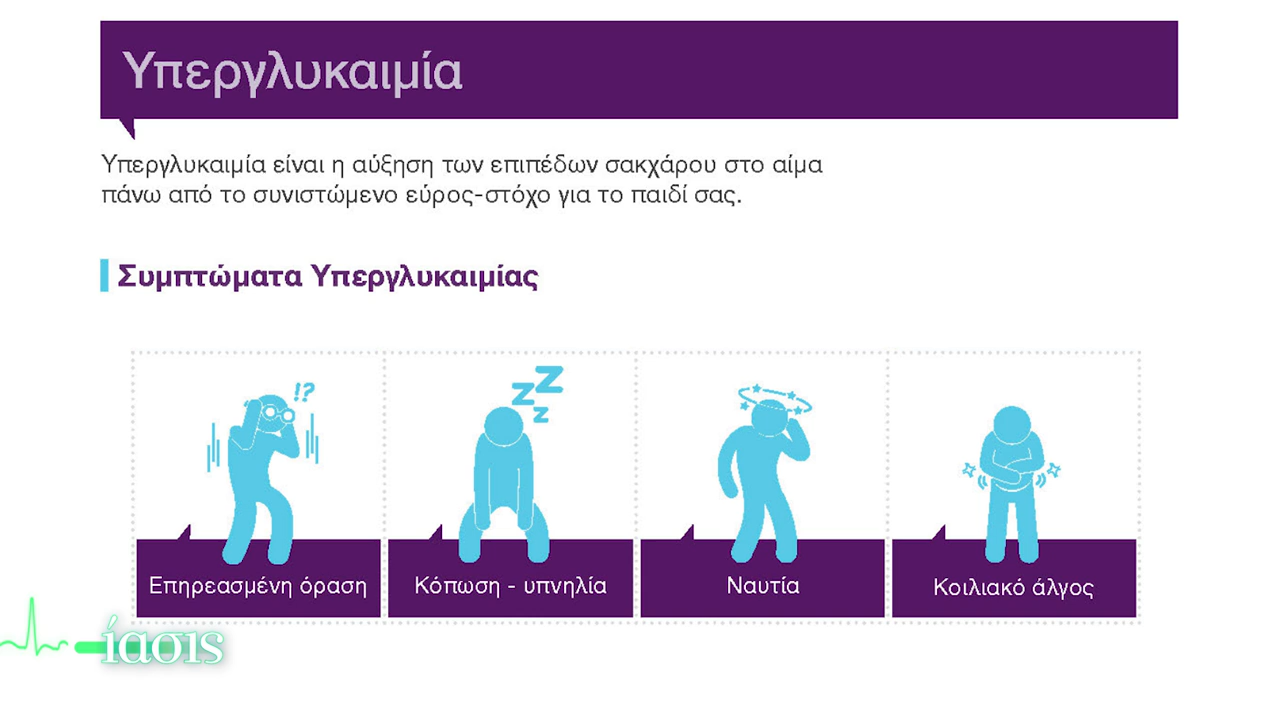 Υπεργλυκαιμία
Υπεργλυκαιμία είναι η αύξηση των επιπέδων σακχάρου στο αίμα
πάνω από το συνιστώμενο εύρος-στόχο για το παιδί σας.
Συμπτώματα Υπεργλυκαιμίας
!?
z z z
Επηρεασμένη όραση
Κόπωση - υπνηλία
Ναυτία
Κοιλιακό άλγος
ίασις